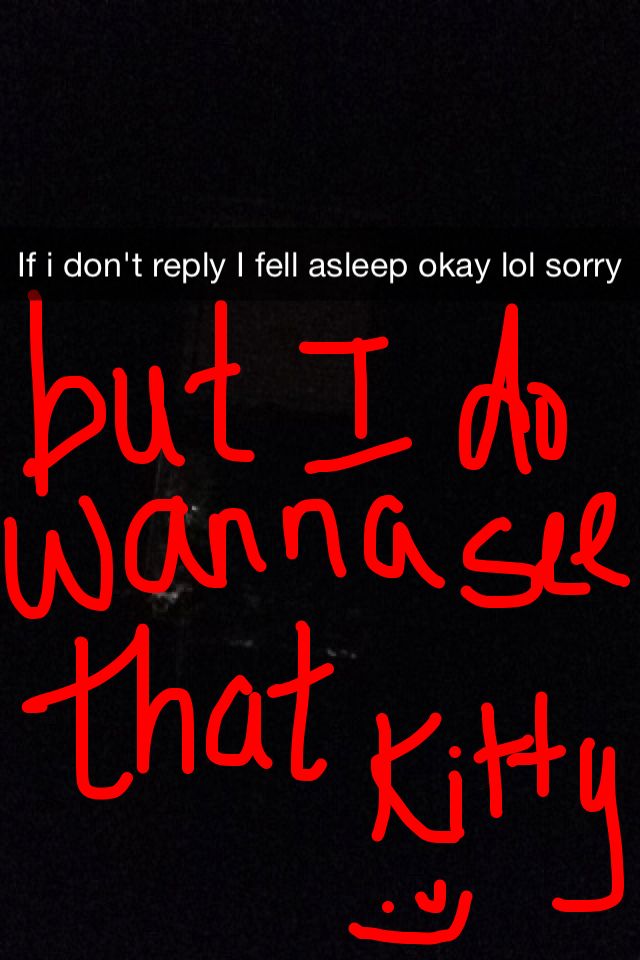 If i don't reply I fell asleep okay lol sorry
but I do
wanna see
that
Kitty